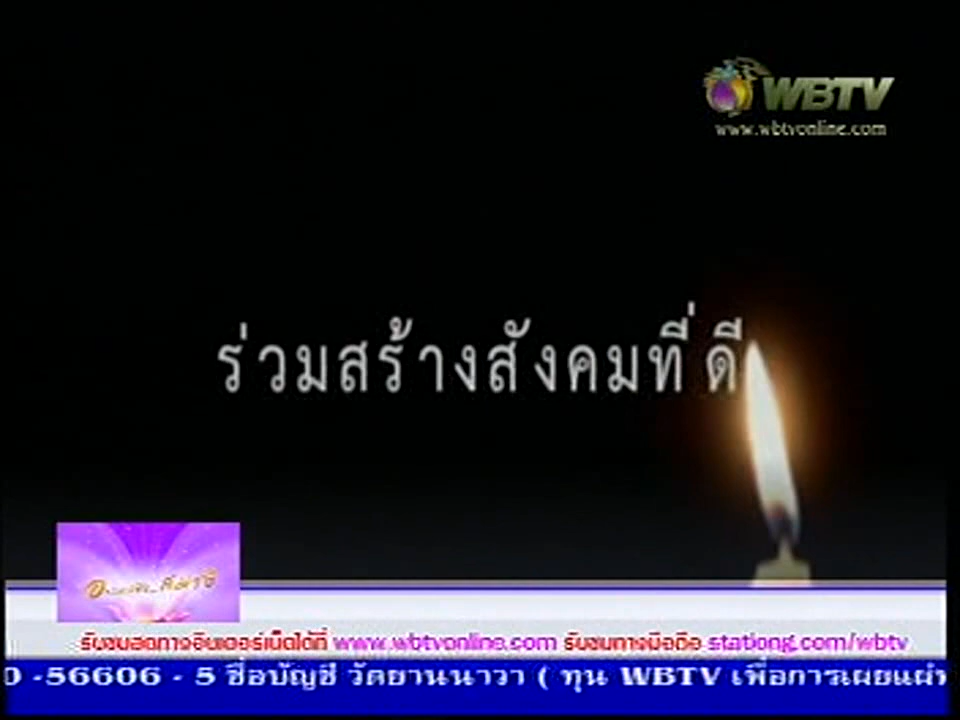 WBTV
www.wbtvonline.com
ร่วมสร้างสังคมที่ดี
รับชมสดทางอินเตอร์เน็ตได้ที่ www.wbtvonline.com รับชมทางมือถือ stationg.com/wbtv
0 -56606 - 5 ชื่อบัญชี วัดยานนาวา ( ทุน WBTV เพื่อการเผยแผ่พ